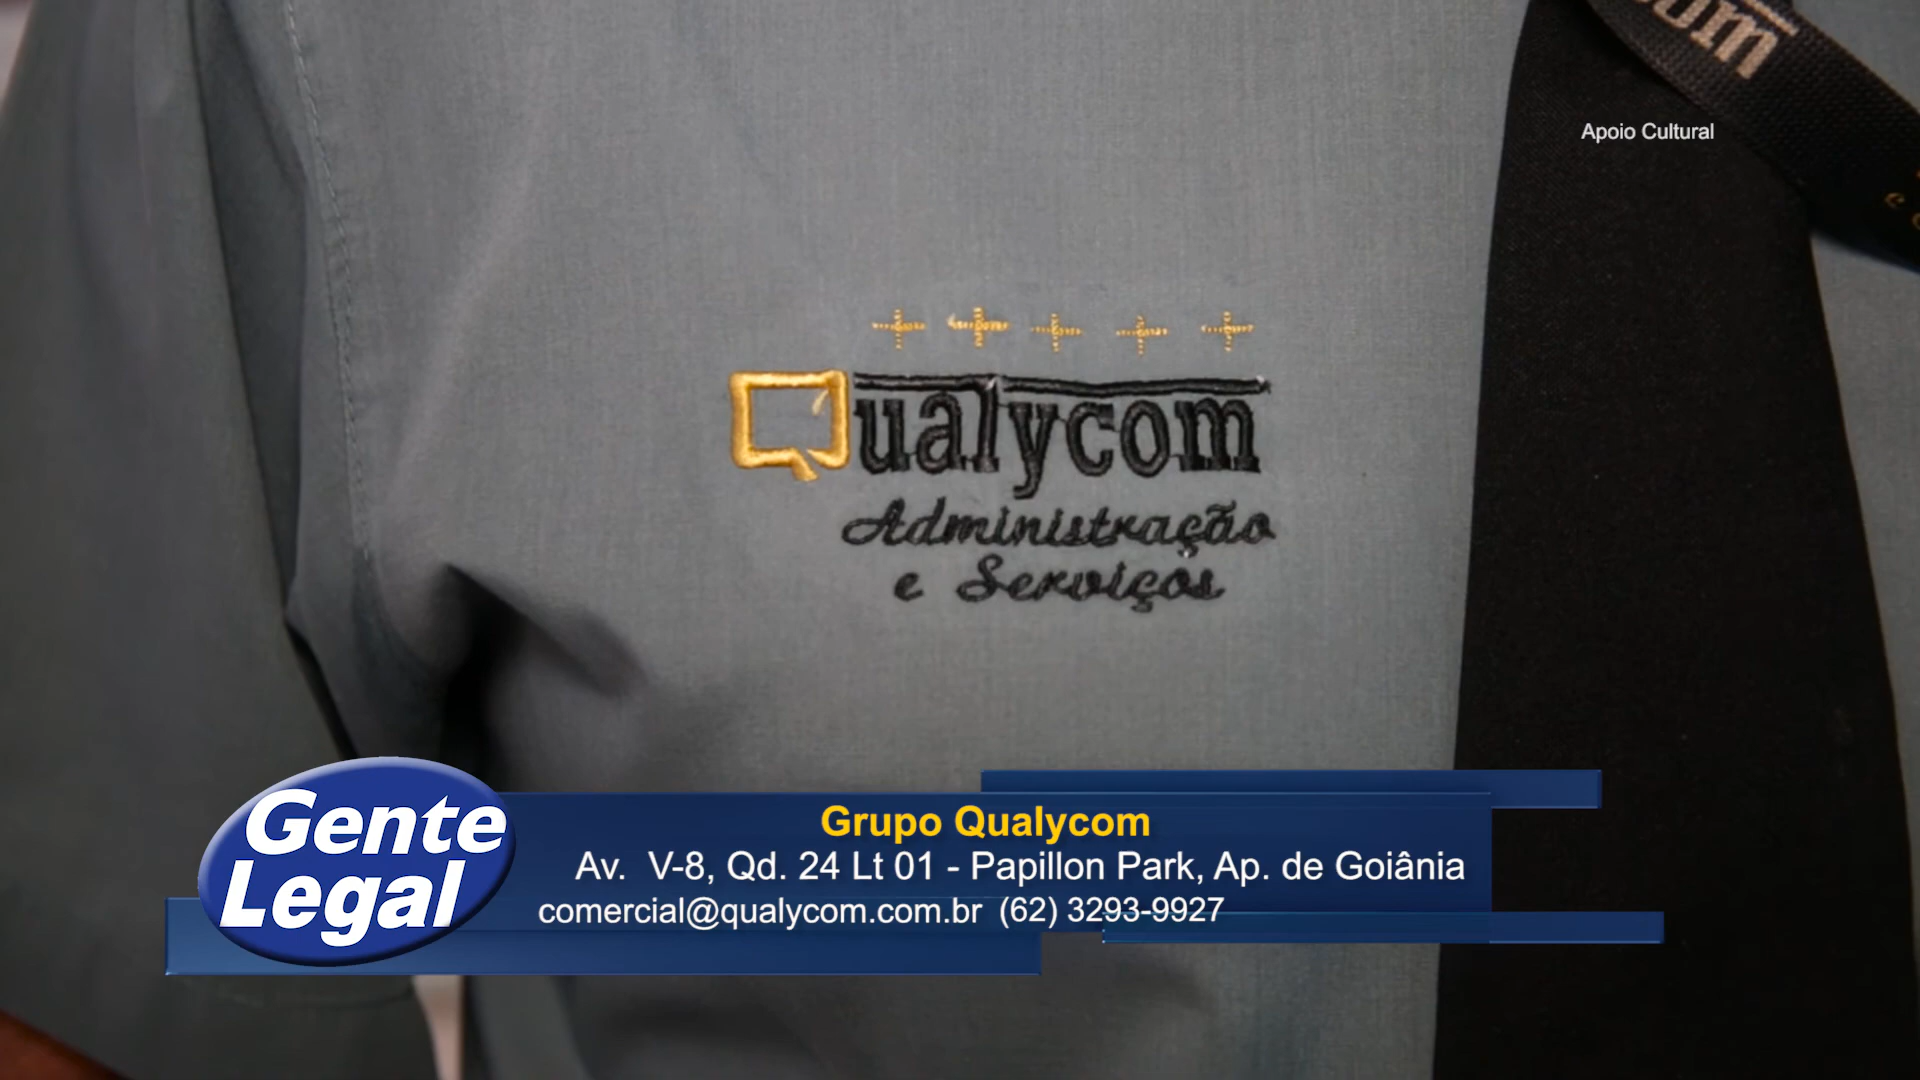 Apoio Cultural
Qualycom
Administração
e Serviços
Gente
Legal
Grupo Qualycom
Av.  V-8, Qd. 24 Lt 01 - Papillon Park, Ap. de Goiânia
comercial@qualycom.com.br  (62) 3293-9927